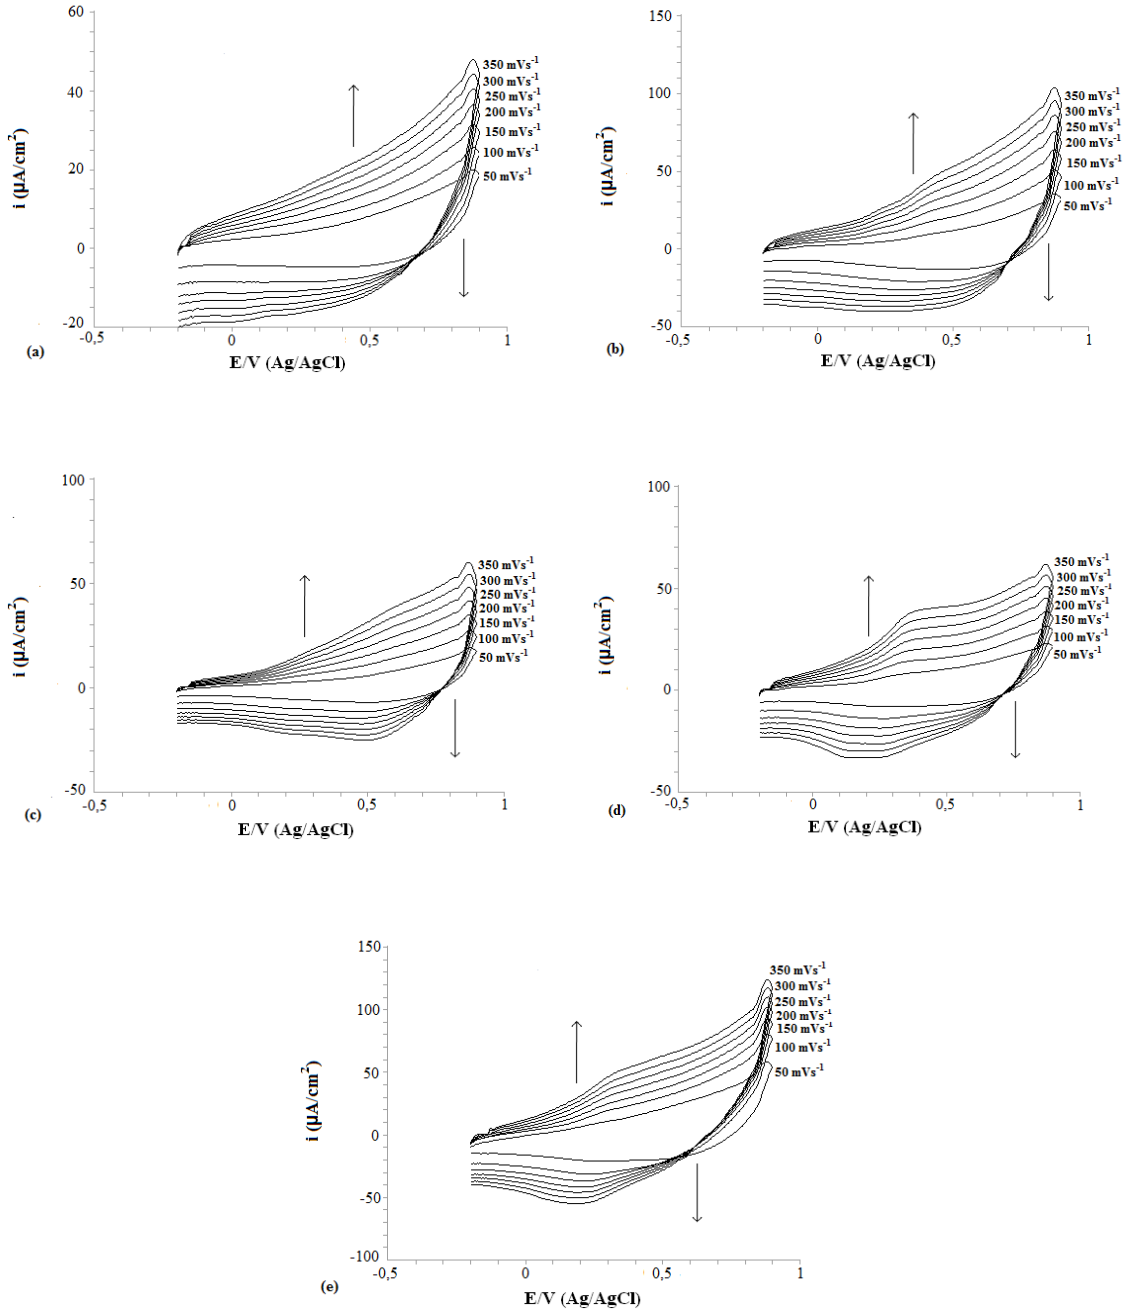 60
40
20
0
-20
-0,5
0
0,5
1
i (µA/cm²)
350 mVs⁻¹
300 mVs⁻¹
250 mVs⁻¹
200 mVs⁻¹
150 mVs⁻¹
100 mVs⁻¹
50 mVs⁻¹
(a)
E/V (Ag/AgCl)
150
100
50
0
-50
-0,5
0
0,5
1
i (µA/cm²)
350 mVs⁻¹
300 mVs⁻¹
250 mVs⁻¹
200 mVs⁻¹
150 mVs⁻¹
100 mVs⁻¹
50 mVs⁻¹
(b)
E/V (Ag/AgCl)
100
50
0
-50
-0,5
0
0,5
1
i (µA/cm²)
350 mVs⁻¹
300 mVs⁻¹
250 mVs⁻¹
200 mVs⁻¹
150 mVs⁻¹
100 mVs⁻¹
50 mVs⁻¹
(c)
E/V (Ag/AgCl)
100
50
0
-50
-0,5
0
0,5
1
i (µA/cm²)
350 mVs⁻¹
300 mVs⁻¹
250 mVs⁻¹
200 mVs⁻¹
150 mVs⁻¹
100 mVs⁻¹
50 mVs⁻¹
(d)
E/V (Ag/AgCl)
150
100
50
0
-50
-100
-0,5
0
0,5
1
i (µA/cm²)
350 mVs⁻¹
300 mVs⁻¹
250 mVs⁻¹
200 mVs⁻¹
150 mVs⁻¹
100 mVs⁻¹
50 mVs⁻¹
(e)
E/V (Ag/AgCl)